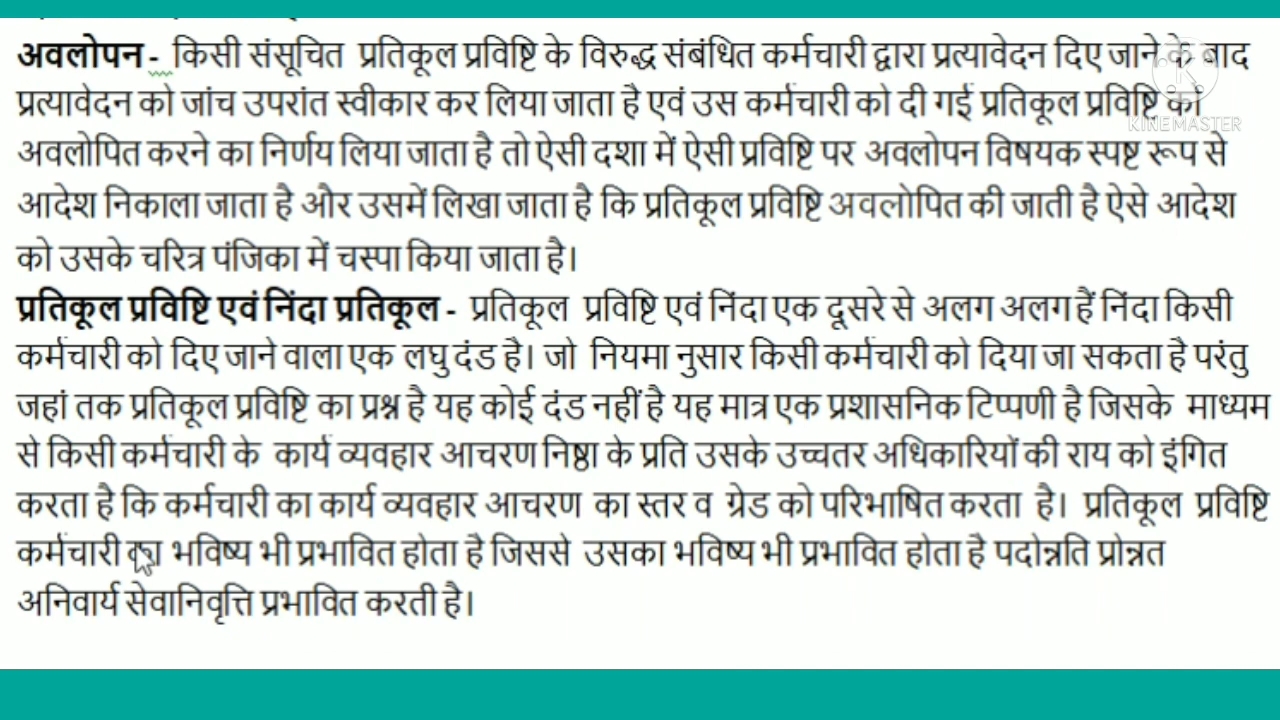 अवलोपन - किसी संसूचित प्रतिकूल प्रविष्टि के विरुद्ध संबंधित कर्मचारी द्वारा प्रत्यावेदन दिए जाने के बाद
प्रत्यावेदन को जांच उपरांत स्वीकार कर लिया जाता है एवं उस कर्मचारी को दी गई प्रतिकूल प्रविष्टि को
अवलोपित करने का निर्णय लिया जाता है तो ऐसी दशा में ऐसी प्रविष्टि पर अवलोपन विषयक स्पष्ट रूप से
आदेश निकाला जाता है और उसमें लिखा जाता है कि प्रतिकूल प्रविष्टि अवलोपित की जाती है ऐसे आदेश
को उसके चरित्र पंजिका में चस्पा किया जाता है।
प्रतिकूल प्रविष्टि एवं निंदा प्रतिकूल - प्रतिकूल प्रविष्टि एवं निंदा एक दूसरे से अलग अलग हैं निंदा किसी
कर्मचारी को दिए जाने वाला एक लघु दंड है। जो नियमा नुसार किसी कर्मचारी को दिया जा सकता है परंतु
जहां तक प्रतिकूल प्रविष्टि का प्रश्न है यह कोई दंड नहीं है यह मात्र एक प्रशासनिक टिप्पणी है जिसके माध्यम
से किसी कर्मचारी के कार्य व्यवहार आचरण निष्ठा के प्रति उसके उच्चतर अधिकारियों की राय को इंगित
करता है कि कर्मचारी का कार्य व्यवहार आचरण का स्तर व ग्रेड को परिभाषित करता है। प्रतिकूल प्रविष्टि
कर्मचारी का भविष्य भी प्रभावित होता है जिससे उसका भविष्य भी प्रभावित होता है पदोन्नति प्रोन्नत
अनिवार्य सेवानिवृत्ति प्रभावित करती है।
KINEMASTER